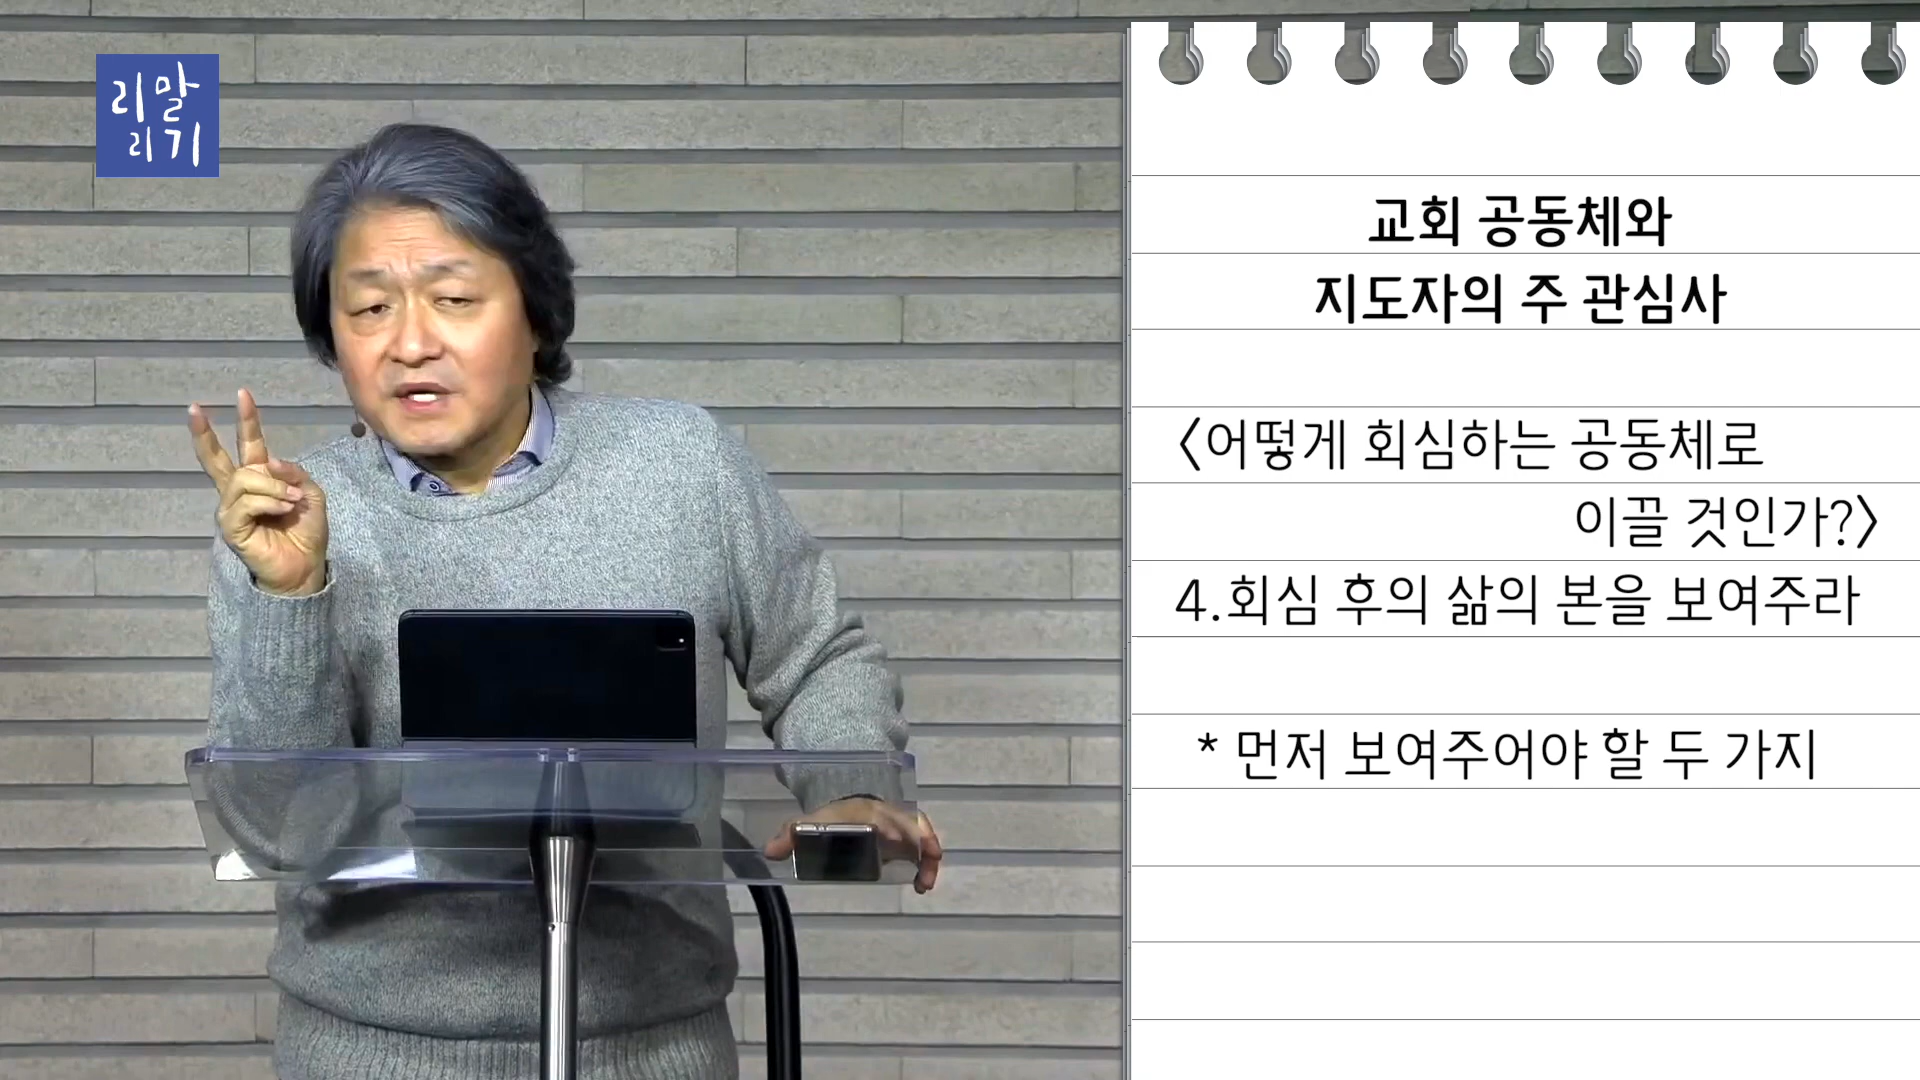 리말
리기
교회 공동체와
지도자의 주 관심사
<어떻게 회심하는 공동체로
이끌 것인가?>
4.회심 후의 삶의 본을 보여주라
* 먼저 보여주어야 할 두 가지